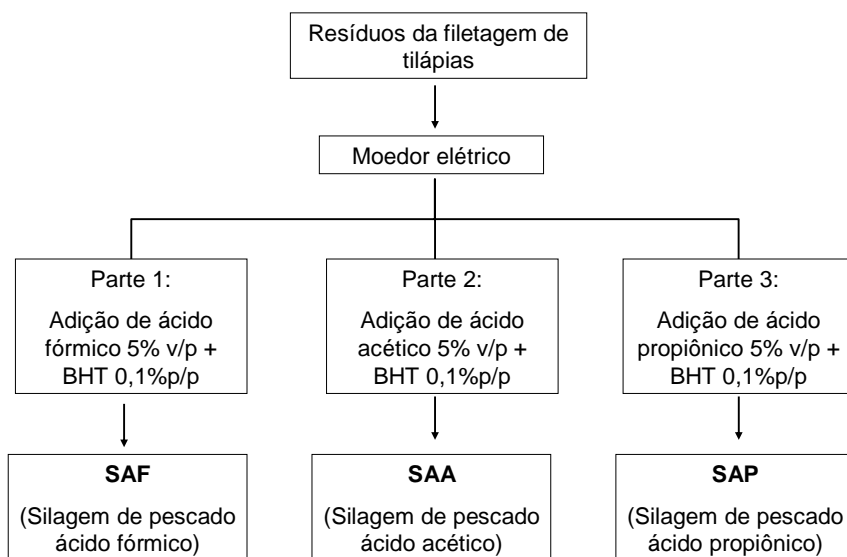 Resíduos da filetagem de
tilápias
Moedor elétrico
Parte 1:
Adição de ácido
fórmico 5% v/p +
BHT 0,1%p/p
Parte 2:
Adição de ácido
acético 5% v/p +
BHT 0,1%p/p
Parte 3:
Adição de ácido
propiônico 5% v/p +
BHT 0,1%p/p
SAF
(Silagem de pescado
ácido fórmico)
SAA
(Silagem de pescado
ácido acético)
SAP
(Silagem de pescado
ácido propiônico)